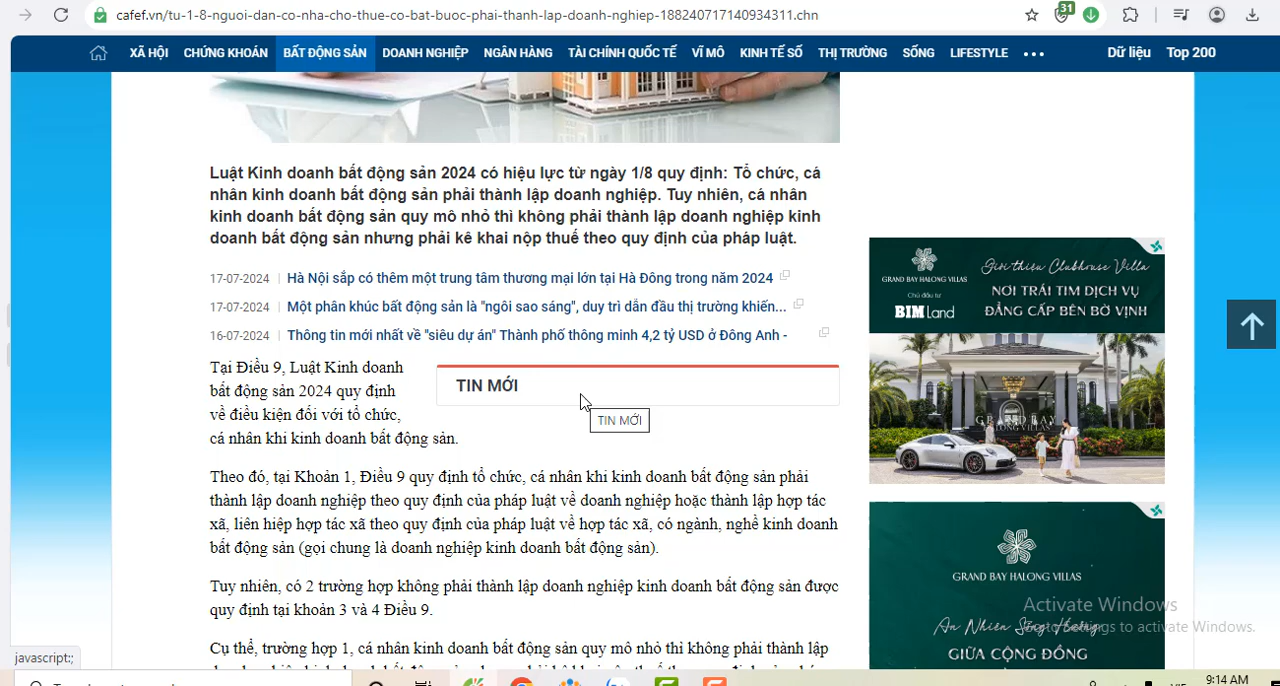 cafef.vn/tu-1-8-nguoi-dan-co-nha-cho-thue-co-bat-buoc-phai-thanh-lap-doanh-nghiep-188240717140934311.chn
31
XÃ HỘI CHỨNG KHOÁN BẤT ĐỘNG SẢN DOANH NGHIỆP NGÂN HÀNG TÀI CHÍNH QUỐC TẾ VĨ MÔ KINH TẾ SỐ THỊ TRƯỜNG SỐNG LIFESTYLE ••• Dữ liệu Top 200
Luật Kinh doanh bất động sản 2024 có hiệu lực từ ngày 1/8 quy định: Tổ chức, cá
nhân kinh doanh bất động sản phải thành lập doanh nghiệp. Tuy nhiên, cá nhân
kinh doanh bất động sản quy mô nhỏ thì không phải thành lập doanh nghiệp kinh
doanh bất động sản nhưng phải kê khai nộp thuế theo quy định của pháp luật.
17-07-2024 Hà Nội sắp có thêm một trung tâm thương mại lớn tại Hà Đông trong năm 2024
17-07-2024 Một phân khúc bất động sản là "ngôi sao sáng", duy trì dẫn đầu thị trường khiến...
16-07-2024 Thông tin mới nhất về "siêu dự án" Thành phố thông minh 4,2 tỷ USD ở Đông Anh -
Tại Điều 9, Luật Kinh doanh
bất động sản 2024 quy định
về điều kiện đối với tổ chức,
cá nhân khi kinh doanh bất động sản.
TIN MỚI
TIN MỚI
Theo đó, tại Khoản 1, Điều 9 quy định tổ chức, cá nhân khi kinh doanh bất động sản phải
thành lập doanh nghiệp theo quy định của pháp luật về doanh nghiệp hoặc thành lập hợp tác
xã, liên hiệp hợp tác xã theo quy định của pháp luật về hợp tác xã, có ngành, nghề kinh doanh
bất động sản (gọi chung là doanh nghiệp kinh doanh bất động sản).
Tuy nhiên, có 2 trường hợp không phải thành lập doanh nghiệp kinh doanh bất động sản được
quy định tại khoản 3 và 4 Điều 9.
Cụ thể, trường hợp 1, cá nhân kinh doanh bất động sản quy mô nhỏ thì không phải thành lập
GRAND BAY HALONG VILLAS
Chủ đầu tư
BIM Land
Giới thiệu Clubhouse Villa
NƠI TRÁI TIM DỊCH VỤ
ĐẲNG CẤP BÊN BỜ VỊNH
GRAND BAY
HALONG VILLAS
GRAND BAY HALONG VILLAS
An Nhiên Sống
GIỮA CỘNG ĐỒNG
Activate Windows
Go to Settings to activate Windows.
javascript:;
9:14 AM